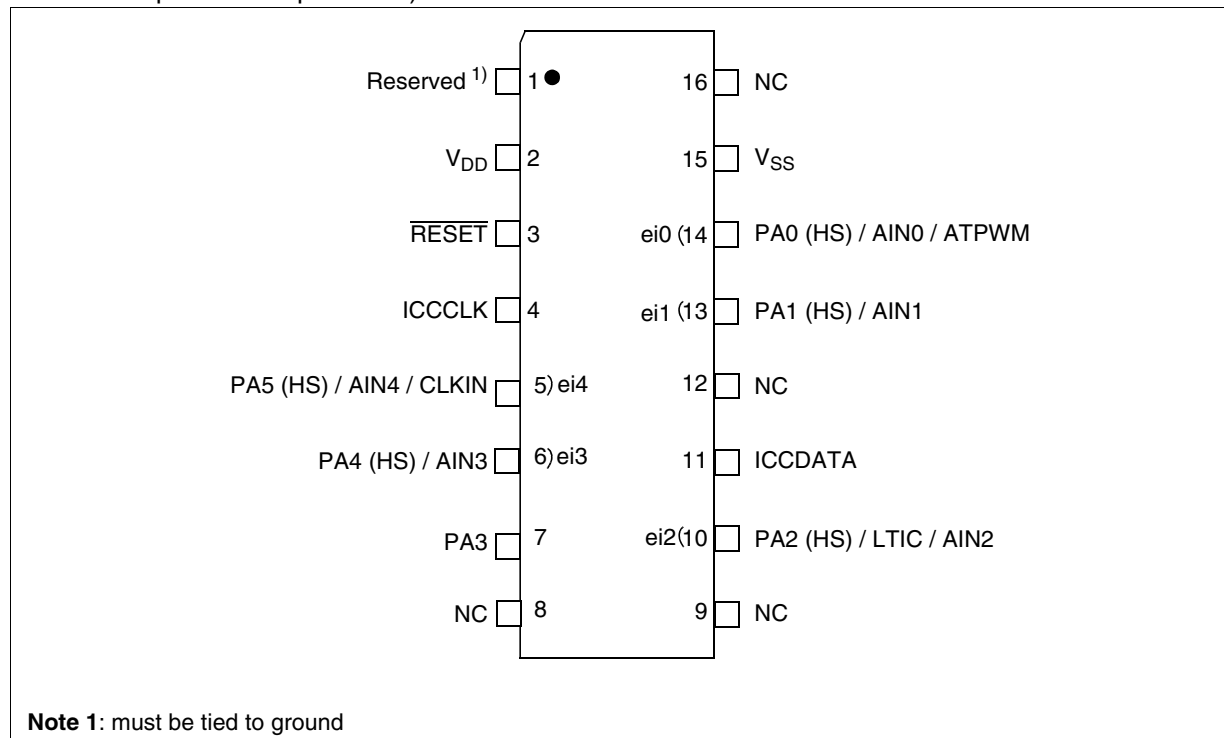 Reserved 1) 1 16 NC
VDD 2 15 VSS
RESET 3 ei0 (14 PA0 (HS) / AIN0 / ATPWM
ICCCLK 4 ei1 (13 PA1 (HS) / AIN1
PA5 (HS) / AIN4 / CLKIN 5) ei4 12 NC
PA4 (HS) / AIN3 6) ei3 11 ICCDATA
PA3 7 ei2(10 PA2 (HS) / LTIC / AIN2
NC 8 9 NC
Note 1: must be tied to ground